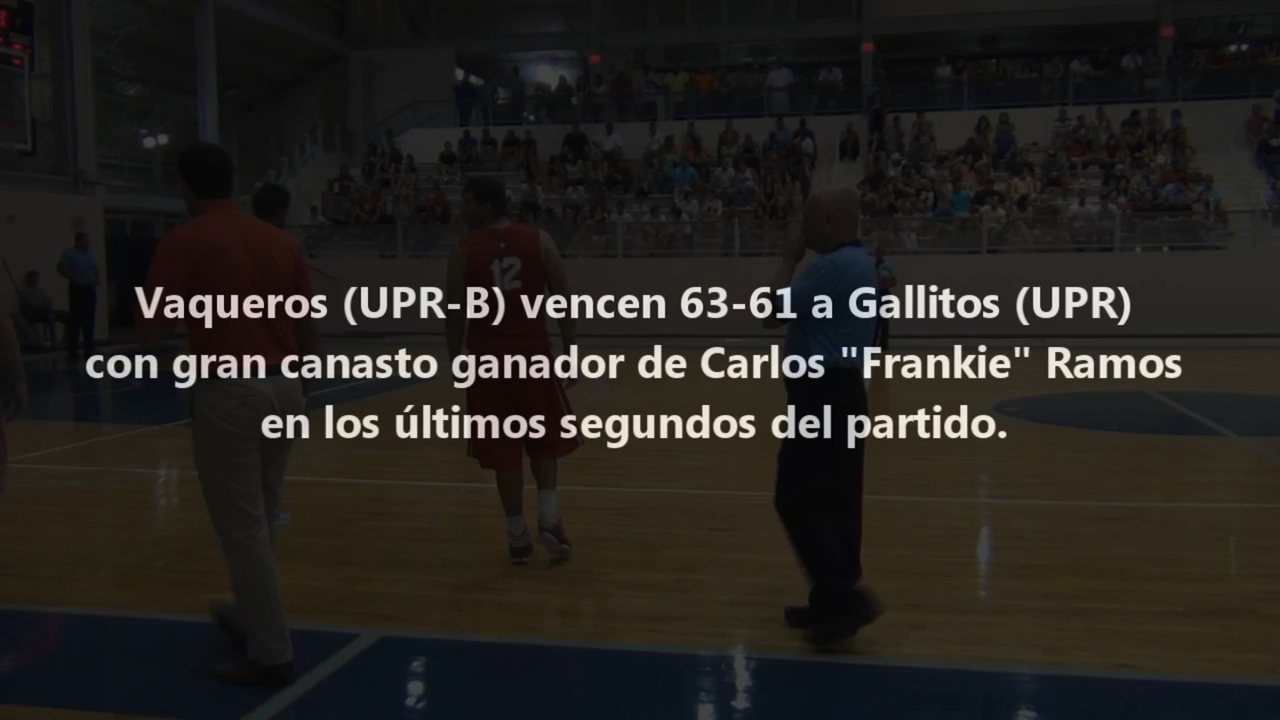 Vaqueros (UPR-B) vencen 63-61 a Gallitos (UPR)
con gran canasto ganador de Carlos "Frankie" Ramos
en los últimos segundos del partido.
12